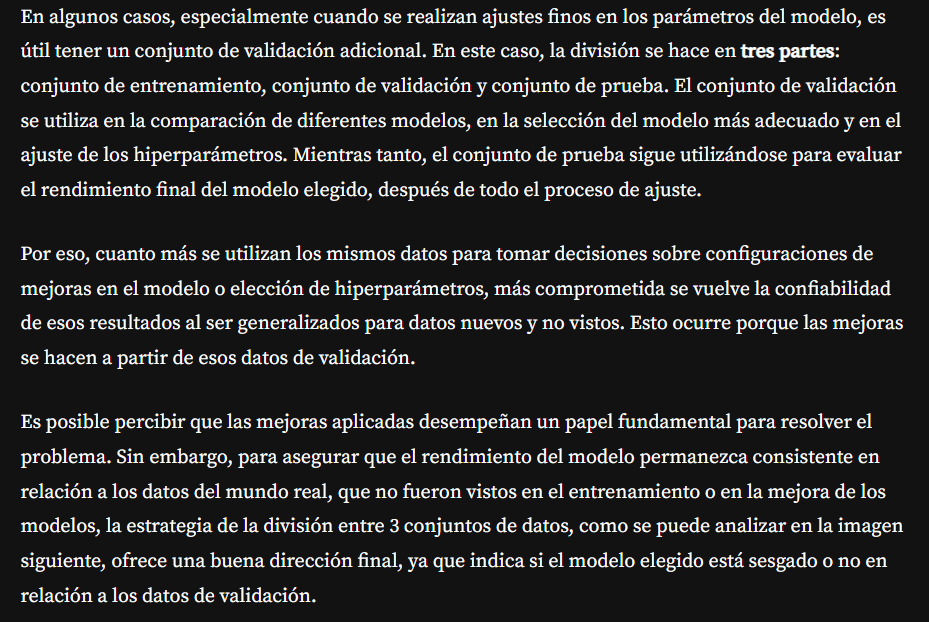 En algunos casos, especialmente cuando se realizan ajustes finos en los parámetros del modelo, es
útil tener un conjunto de validación adicional. En este caso, la división se hace en tres partes:
conjunto de entrenamiento, conjunto de validación y conjunto de prueba. El conjunto de validación
se utiliza en la comparación de diferentes modelos, en la selección del modelo más adecuado y en el
ajuste de los hiperparámetros. Mientras tanto, el conjunto de prueba sigue utilizándose para evaluar
el rendimiento final del modelo elegido, después de todo el proceso de ajuste.
Por eso, cuanto más se utilizan los mismos datos para tomar decisiones sobre configuraciones de
mejoras en el modelo o elección de hiperparámetros, más comprometida se vuelve la confiabilidad
de esos resultados al ser generalizados para datos nuevos y no vistos. Esto ocurre porque las mejoras
se hacen a partir de esos datos de validación.
Es posible percibir que las mejoras aplicadas desempeñan un papel fundamental para resolver el
problema. Sin embargo, para asegurar que el rendimiento del modelo permanezca consistente en
relación a los datos del mundo real, que no fueron vistos en el entrenamiento o en la mejora de los
modelos, la estrategia de la división entre 3 conjuntos de datos, como se puede analizar en la imagen
siguiente, ofrece una buena dirección final, ya que indica si el modelo elegido está sesgado o no en
relación a los datos de validación.